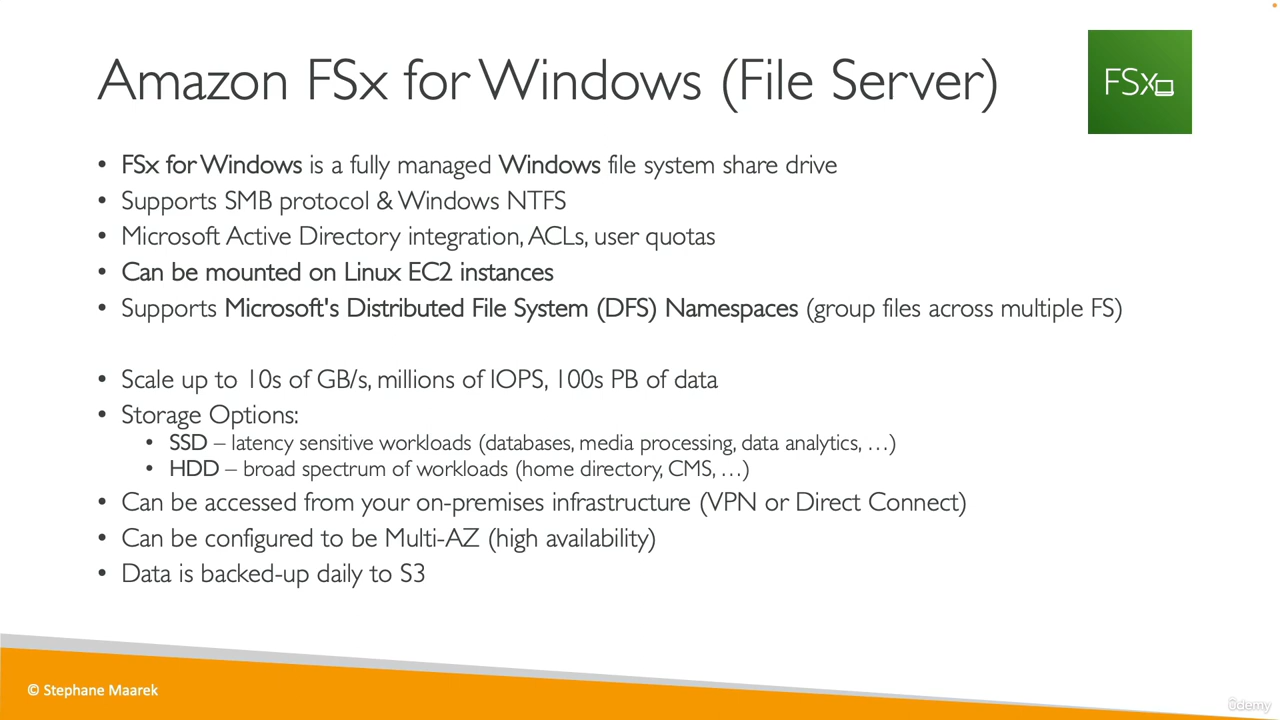 Amazon FSx for Windows (File Server)
FSx
• FSx for Windows is a fully managed Windows file system share drive
• Supports SMB protocol & Windows NTFS
• Microsoft Active Directory integration, ACLs, user quotas
• Can be mounted on Linux EC2 instances
• Supports Microsoft's Distributed File System (DFS) Namespaces (group files across multiple FS)
• Scale up to 10s of GB/s, millions of IOPS, 100s PB of data
• Storage Options:
• SSD – latency sensitive workloads (databases, media processing, data analytics, …)
• HDD – broad spectrum of workloads (home directory, CMS, …)
• Can be accessed from your on-premises infrastructure (VPN or Direct Connect)
• Can be configured to be Multi-AZ (high availability)
• Data is backed-up daily to S3
© Stephane Maarek
ûdemy